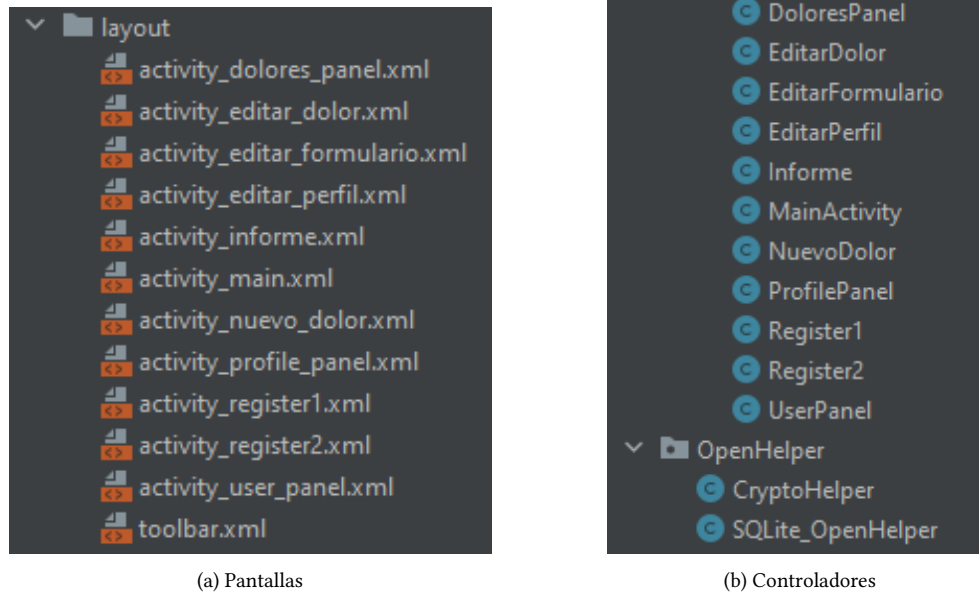 layout
activity_dolores_panel.xml
activity_editar_dolor.xml
activity_editar_formulario.xml
activity_editar_perfil.xml
activity_informe.xml
activity_main.xml
activity_nuevo_dolor.xml
activity_profile_panel.xml
activity_register1.xml
activity_register2.xml
activity_user_panel.xml
toolbar.xml
(a) Pantallas
C DoloresPanel
C EditarDolor
C EditarFormulario
C EditarPerfil
C Informe
C MainActivity
C NuevoDolor
C ProfilePanel
C Register1
C Register2
C UserPanel
OpenHelper
C CryptoHelper
C SQLite_OpenHelper
(b) Controladores